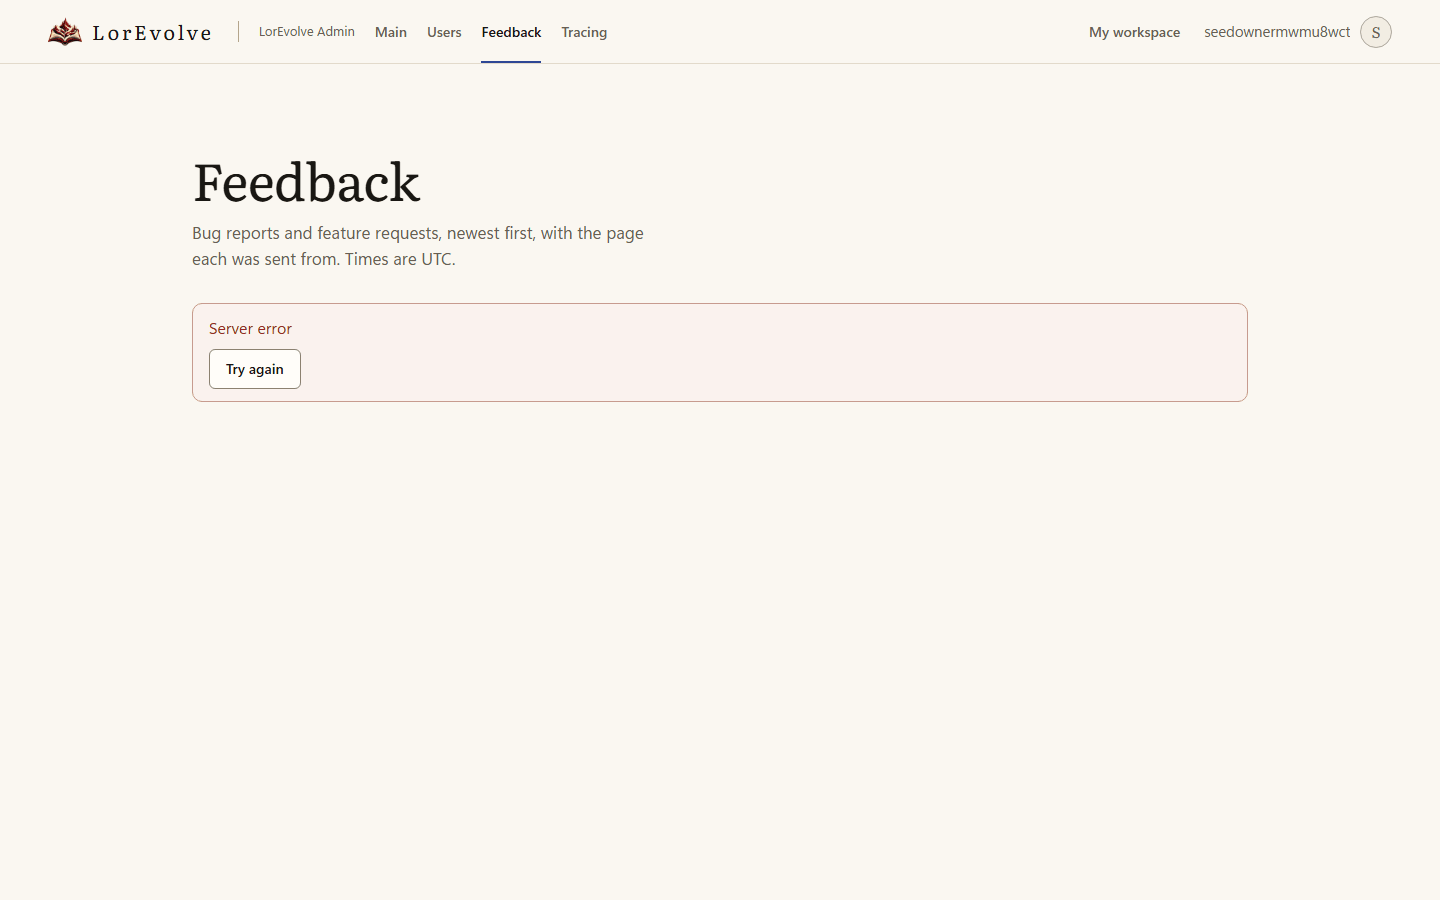 LorEvolve
LorEvolve Admin
Main
Users
Feedback
Tracing
My workspace
seedownermwmu8wct
S
Feedback
Bug reports and feature requests, newest first, with the page
each was sent from. Times are UTC.
Server error
Try again